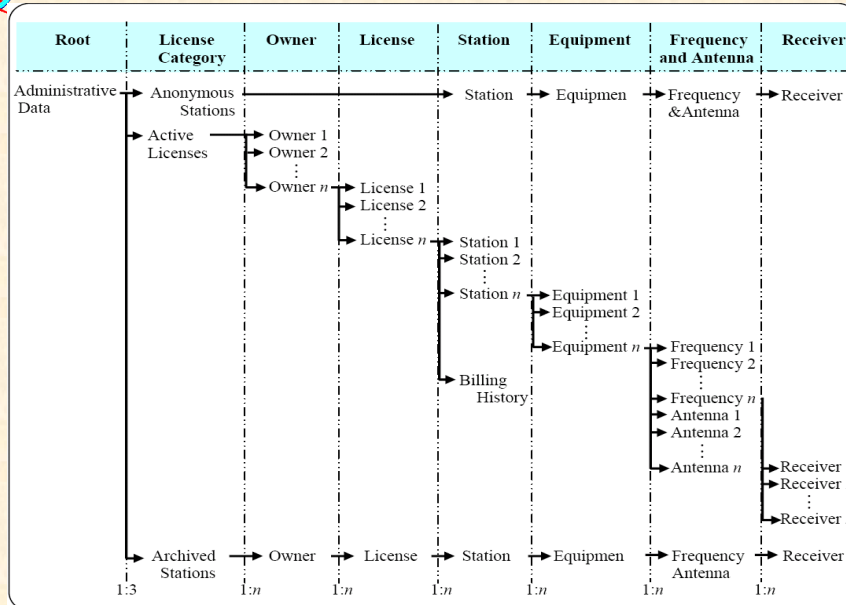 Root License Category Owner License Station Equipment Frequency and Antenna Receiver
Administrative Data
Anonymous Stations Station Equipmen Frequency &Antenna Receiver
Active Licenses Owner 1
Owner 2
Owner n License 1
License 2
License n Station 1
Station 2
Station n Equipment 1
Equipment 2
Equipment n Frequency 1
Frequency 2
Billing History Frequency n
Antenna 1
Antenna 2
Antenna n Receiver
Receiver
Receiver
Archived Stations Owner License Station Equipmen Frequency Antenna Receiver
1:3 1:n 1:n 1:n 1:n 1:n 1:n